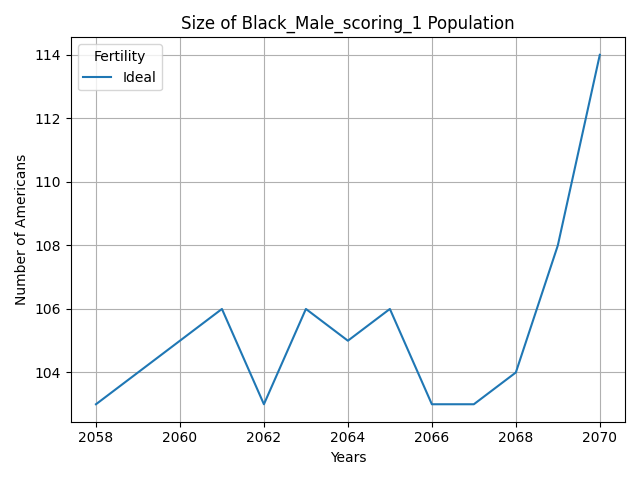 Size of Black_Male_scoring_1 Population
Fertility
Ideal
114
112
110
108
106
104
Number of Americans
2058 2060 2062 2064 2066 2068 2070
Years